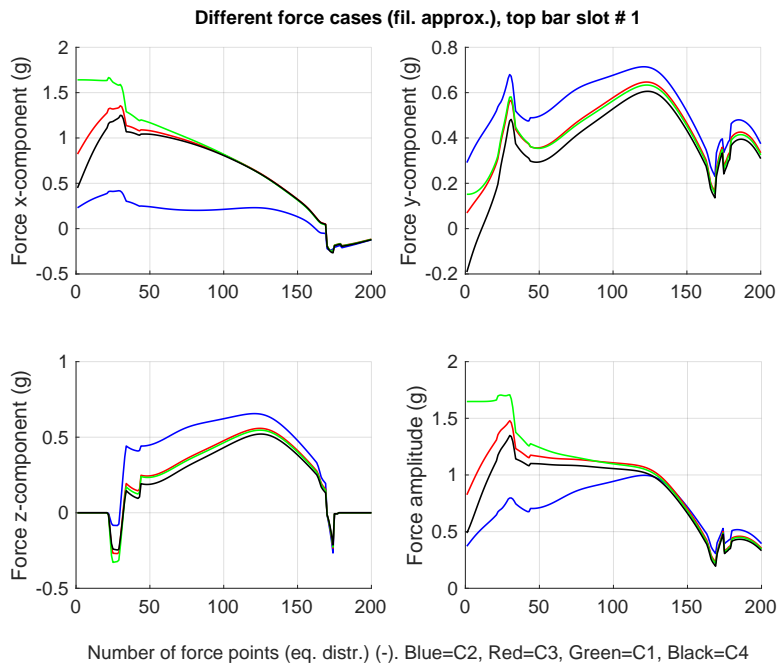 Different force cases (fil. approx.), top bar slot # 1
Force x-component (g)
2
1.5
1
0.5
0
-0.5
0 50 100 150 200
Force y-component (g)
0.8
0.6
0.4
0.2
0
-0.2
0 50 100 150 200
Force z-component (g)
1
0.5
0
-0.5
0 50 100 150 200
Force amplitude (g)
2
1.5
1
0.5
0
0 50 100 150 200
Number of force points (eq. distr.) (-). Blue=C2, Red=C3, Green=C1, Black=C4